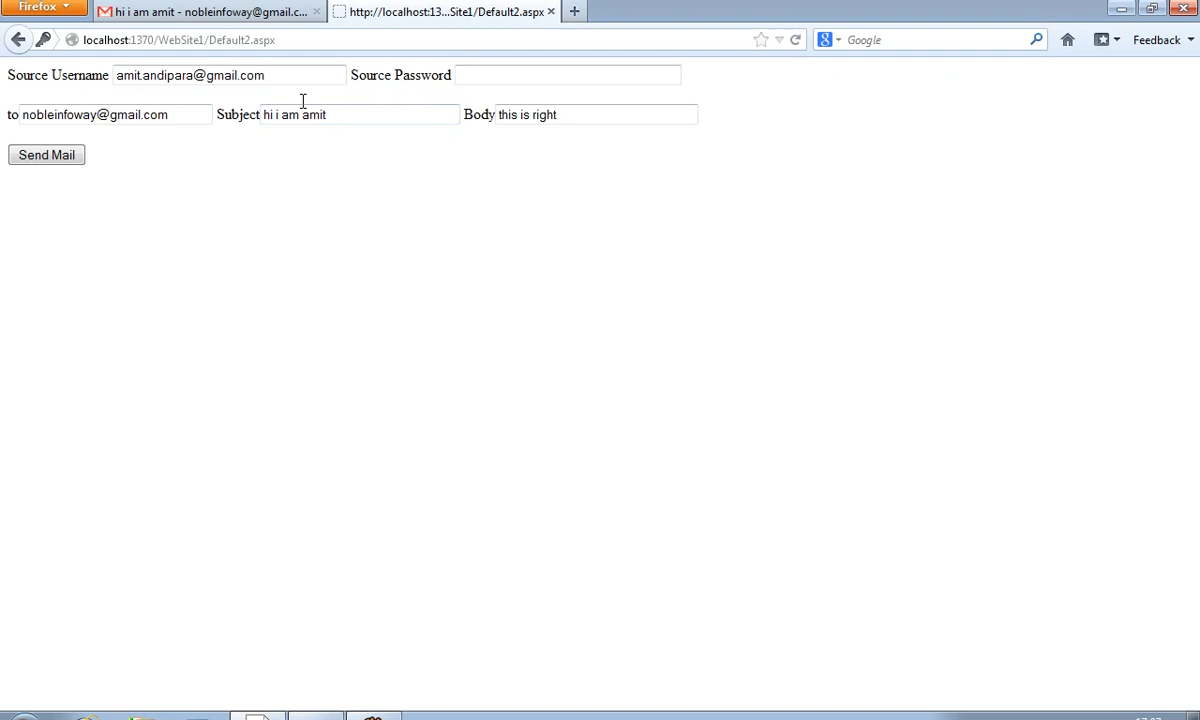 Firefox
hi i am amit - nobleinfoway@gmail.c...
http://localhost:13...Site1/Default2.aspx
localhost:1370/WebSite1/Default2.aspx
Google
Feedback
Source Username amit.andipara@gmail.com Source Password
to nobleinfoway@gmail.com Subject hi i am amit Body this is right
Send Mail